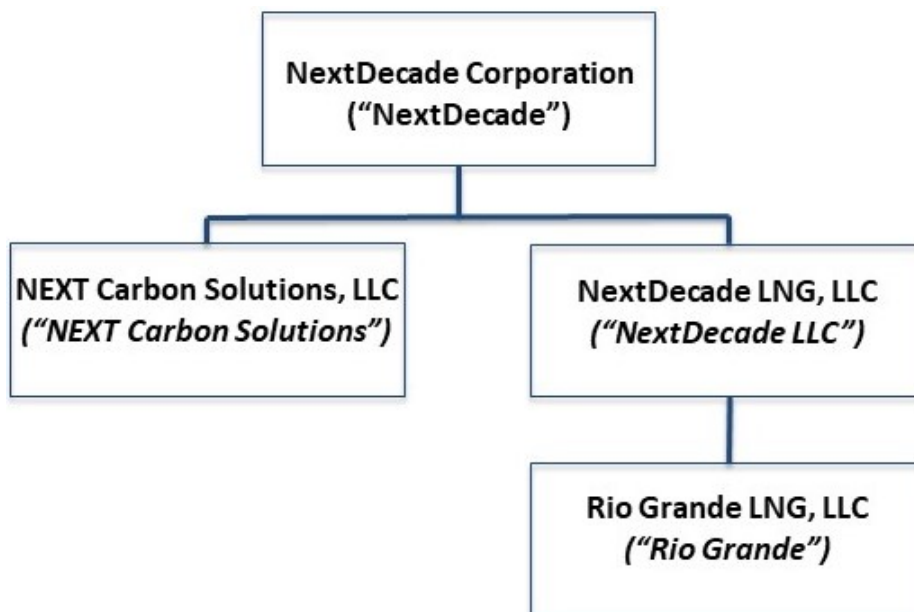 NextDecade Corporation
(“NextDecade”)
NEXT Carbon Solutions, LLC
(“NEXT Carbon Solutions”)
NextDecade LNG, LLC
(“NextDecade LLC”)
Rio Grande LNG, LLC
(“Rio Grande”)